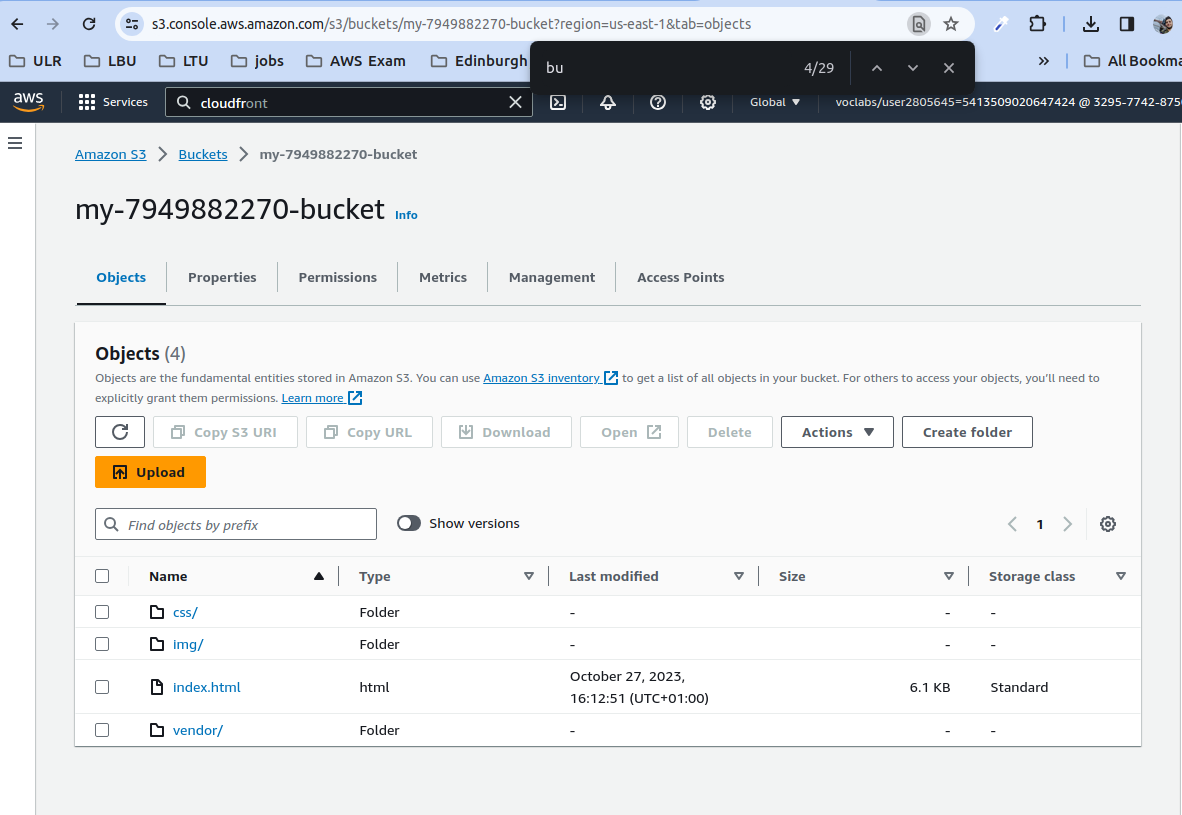 s3.console.aws.amazon.com/s3/buckets/my-7949882270-bucket?region=us-east-1&tab=objects
ULR LBU LTU jobs AWS Exam Edinburgh » All Bookma
bu 4/29
aws Services cloudfront Global ▼ voclabs/user2805645=5413509020647424 @ 3295-7742-875
Amazon S3 > Buckets > my-7949882270-bucket
my-7949882270-bucket Info
Objects Properties Permissions Metrics Management Access Points
Objects (4)
Objects are the fundamental entities stored in Amazon S3. You can use Amazon S3 inventory to get a list of all objects in your bucket. For others to access your objects, you'll need to
explicitly grant them permissions. Learn more
Copy S3 URI Copy URL Download Open Delete Actions ▼ Create folder
Upload
Find objects by prefix Show versions 1
Name ▲ Type Last modified Size Storage class
css/ Folder - - -
img/ Folder - - -
index.html html October 27, 2023, 6.1 KB Standard
16:12:51 (UTC+01:00)
vendor/ Folder - - -